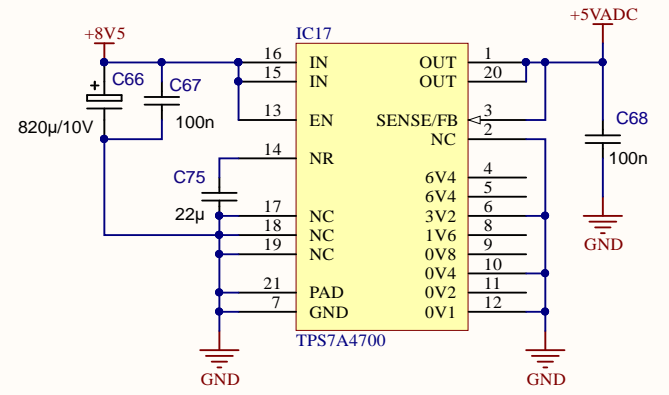 +8V5
IC17
+5VADC
16 IN OUT 1
15 IN OUT 20
+ C66
C67
820µ/10V
100n
13 EN SENSE/FB 3
NC 2
C68
100n
14 NR
C75
22µ
6V4 4
6V4 5
17 NC 3V2 6
18 NC 1V6 8
19 NC 0V8 9
0V4 10
21 PAD 0V2 11
7 GND 0V1 12
TPS7A4700
GND
GND
GND